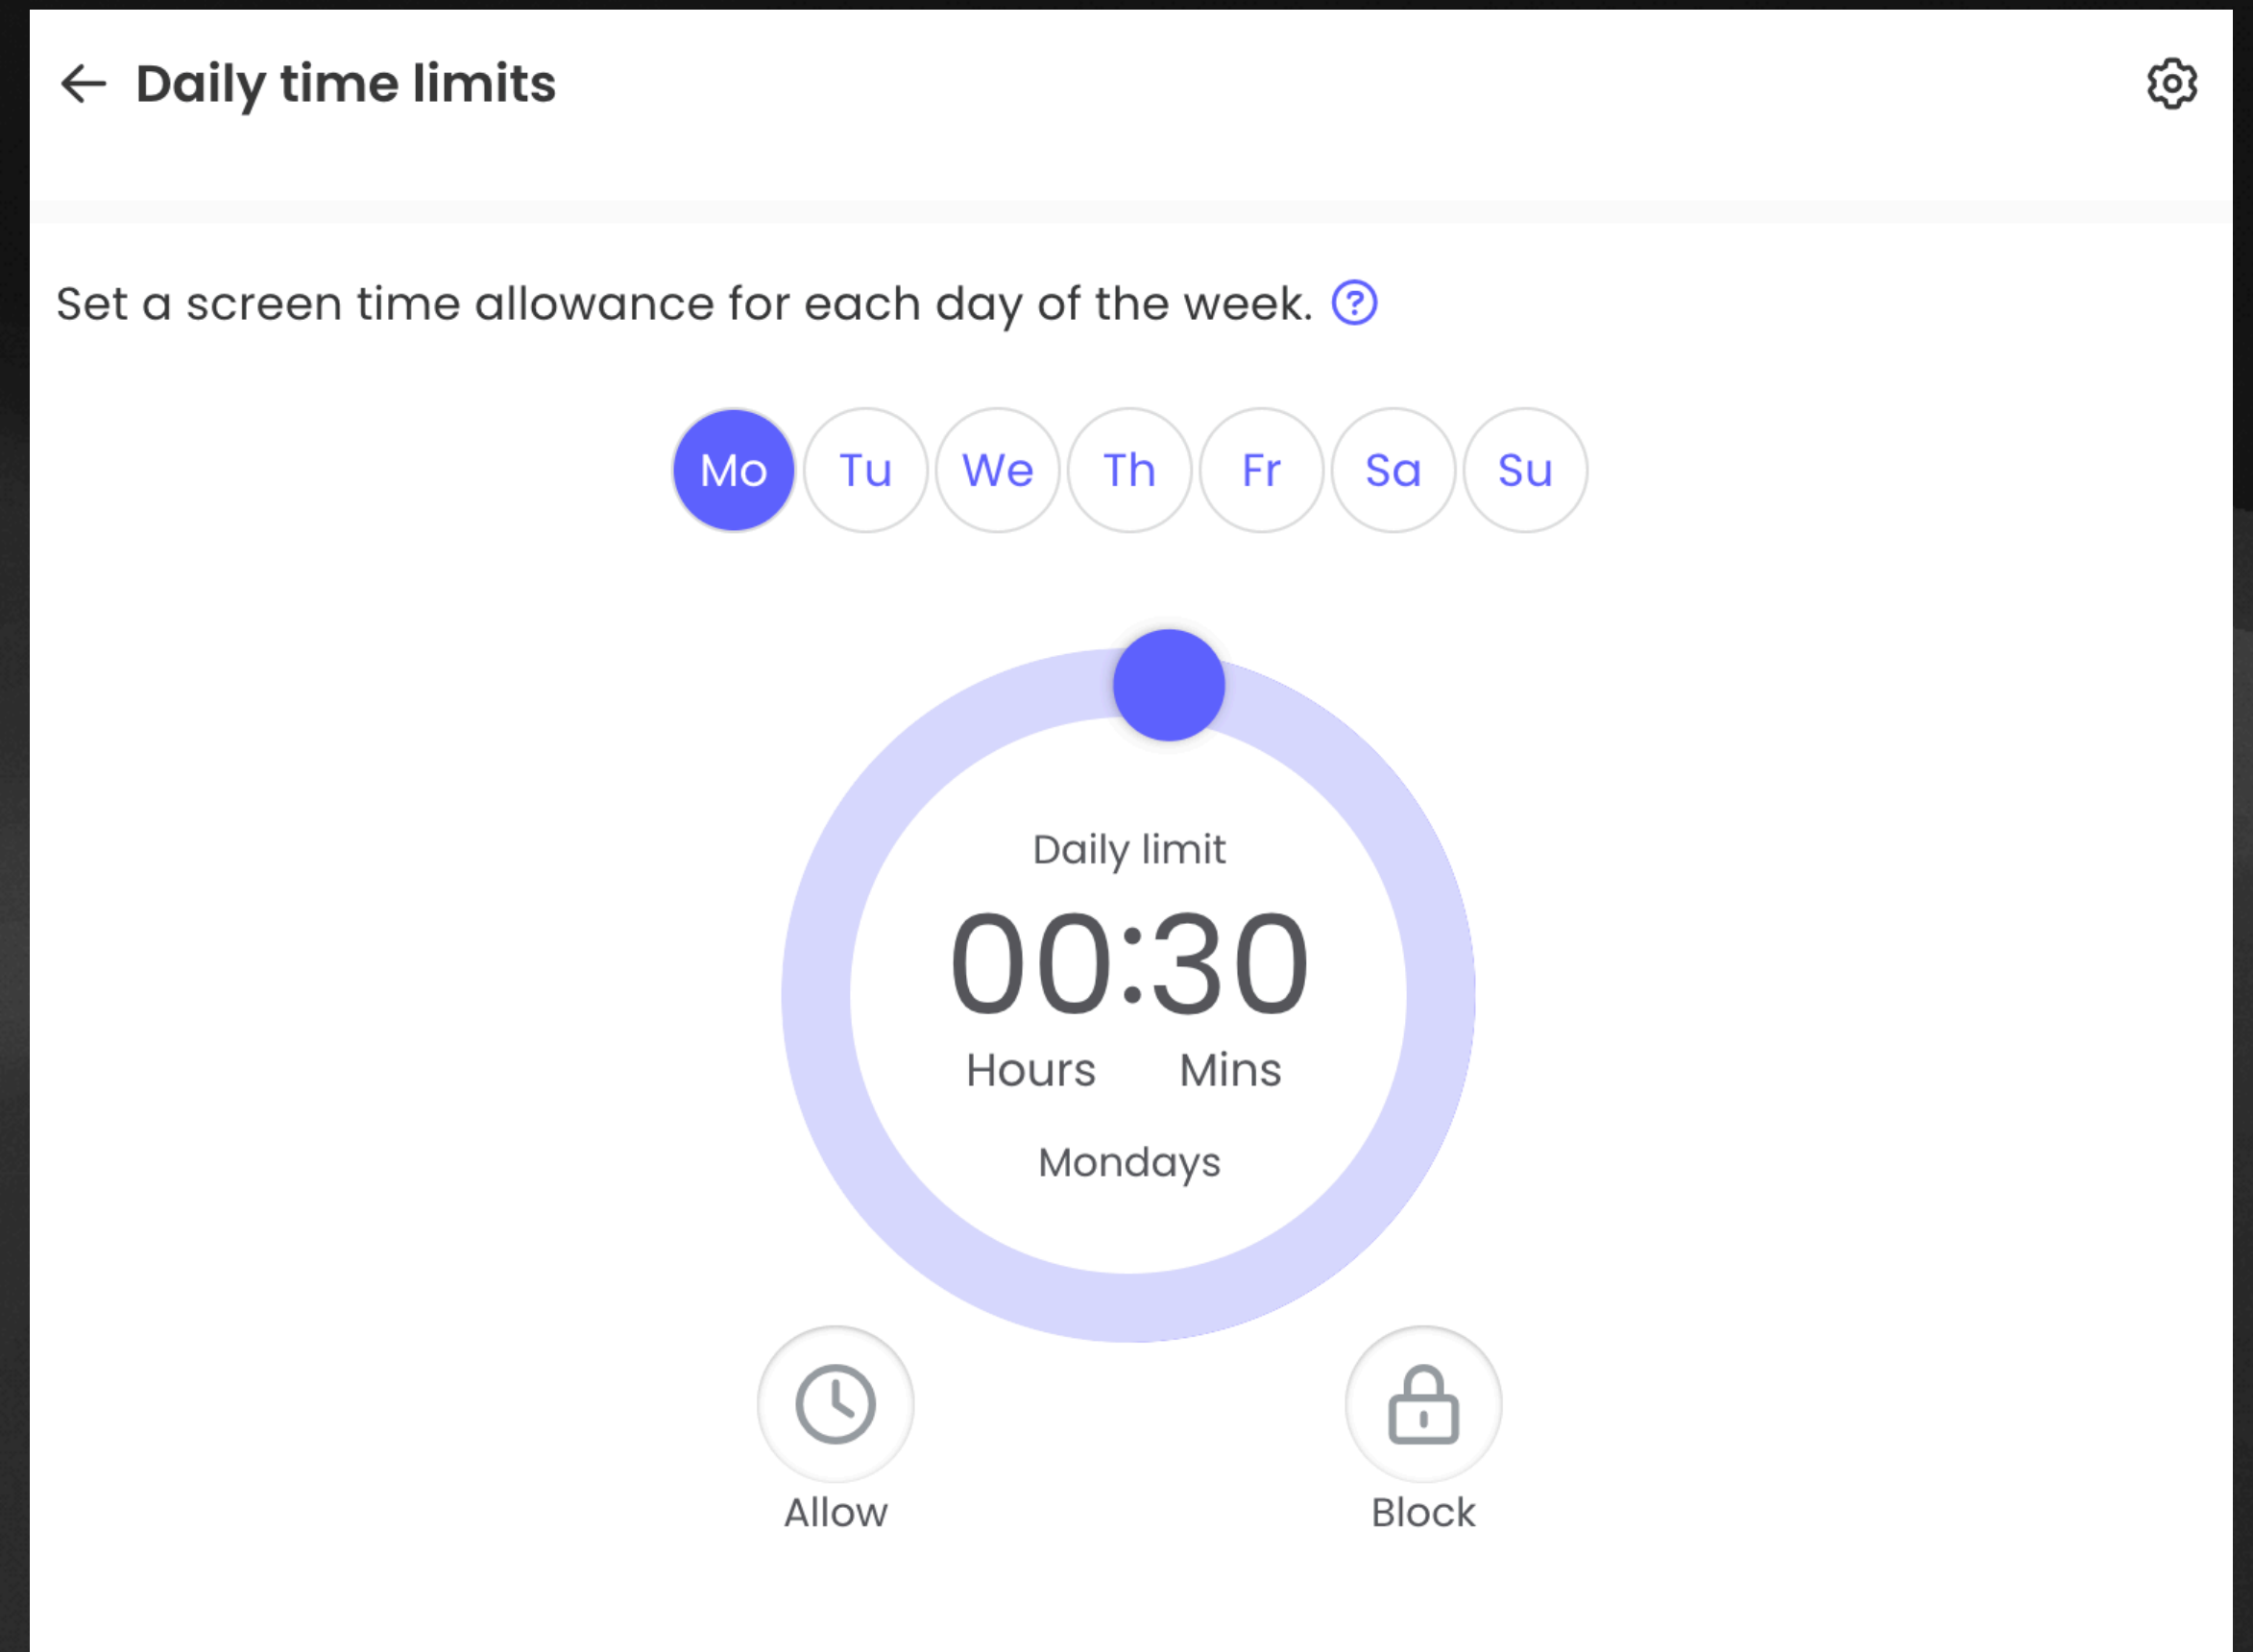 Daily time limits
Set a screen time allowance for each day of the week. ?
Mo Tu We Th Fr Sa Su
Daily limit
00:30
Hours Mins
Mondays
Allow Block